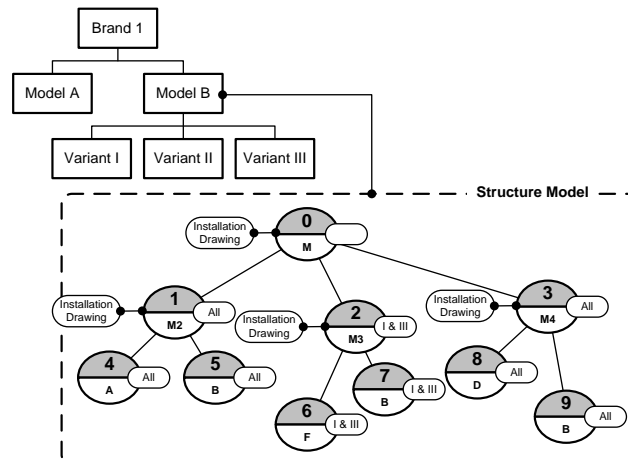 Brand 1
Model A
Model B
Variant I
Variant II
Variant III
Structure Model
Installation
Drawing
0
M
Installation
Drawing
1
All
M2
Installation
Drawing
2
I & III
M3
Installation
Drawing
3
All
M4
4
All
A
5
All
B
6
I & III
F
7
I & III
B
8
All
D
9
All
B